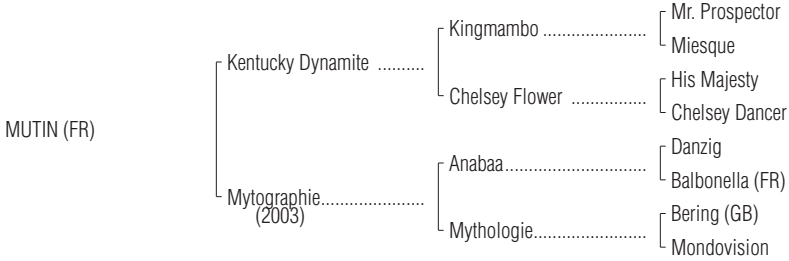 Mr. Prospector
Kingmambo ......................
Miesque
Kentucky Dynamite ..........
His Majesty
Chelsey Flower ................
Chelsey Dancer
MUTIN (FR)
Danzig
Anabaa..............................
Balbonella (FR)
Mytographie......................
(2003)
Bering (GB)
Mythologie........................
Mondovision